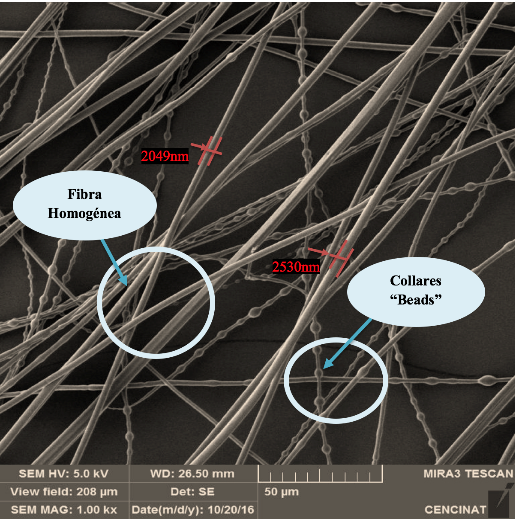 2049nm
Fibra
Homogénea
2530nm
Collares
“Beads”
SEM HV: 5.0 kV WD: 26.50 mm MIRA3 TESCAN
View field: 208 µm Det: SE 50 µm
SEM MAG: 1.00 kx Date(m/d/y): 10/20/16 CENCINAT